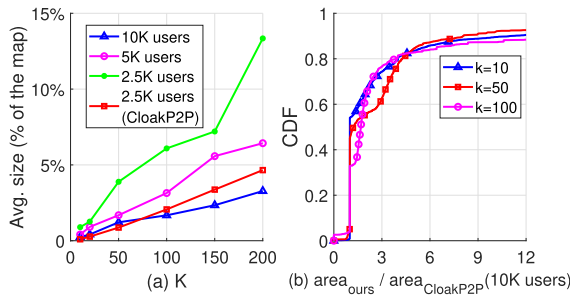 15%
10%
5%
0
Avg. size (% of the map)
10K users
5K users
2.5K users
2.5K users
(CloakP2P)
0 50 100 150 200
(a) K
1
0.8
0.6
0.4
0.2
0
CDF
k=10
k=50
k=100
0 3 6 9 12
(b) area_ours / area_CloakP2P(10K users)